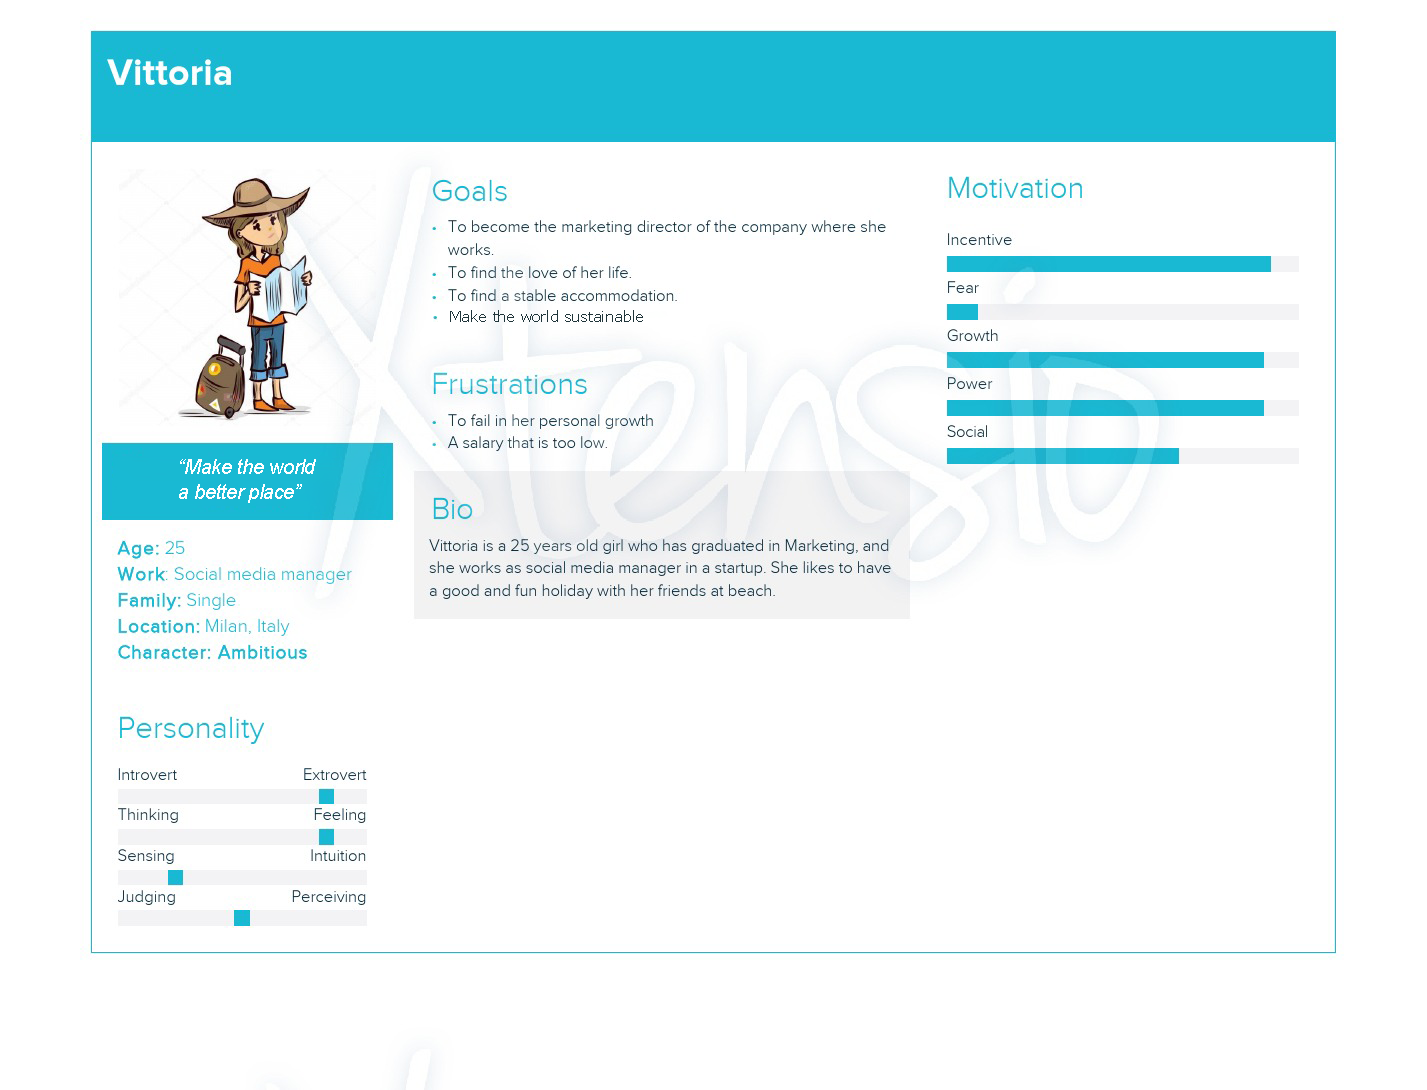 Vittoria
“Make the world
a better place”
Age: 25
Work: Social media manager
Family: Single
Location: Milan, Italy
Character: Ambitious
Personality
Introvert Extrovert
Thinking Feeling
Sensing Intuition
Judging Perceiving
Goals
• To become the marketing director of the company where she
works.
• To find the love of her life.
• To find a stable accommodation.
• Make the world sustainable
Frustrations
• To fail in her personal growth
• A salary that is too low.
Bio
Vittoria is a 25 years old girl who has graduated in Marketing, and
she works as social media manager in a startup. She likes to have
a good and fun holiday with her friends at beach.
Motivation
Incentive
Fear
Growth
Power
Social
Xtensio